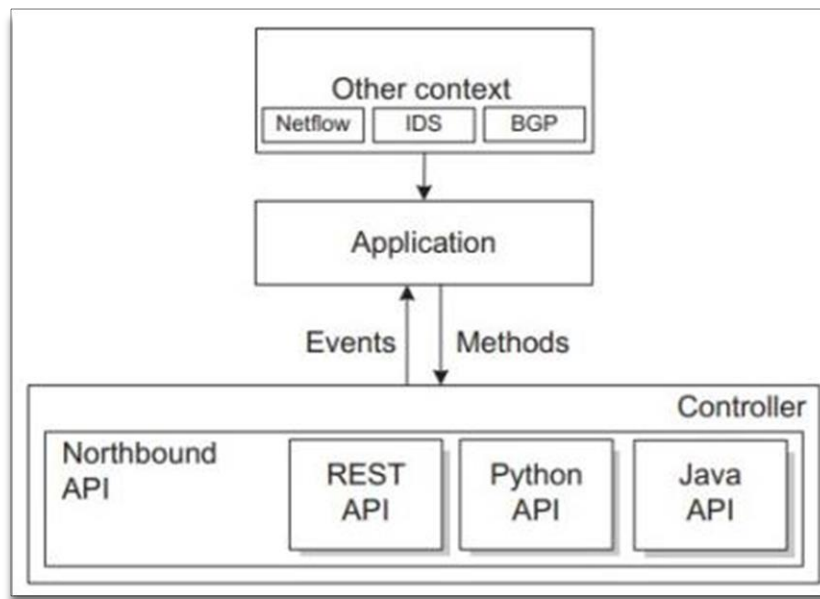 Other context
Netflow IDS BGP
Application
Events Methods
Controller
Northbound
API
REST
API
Python
API
Java
API